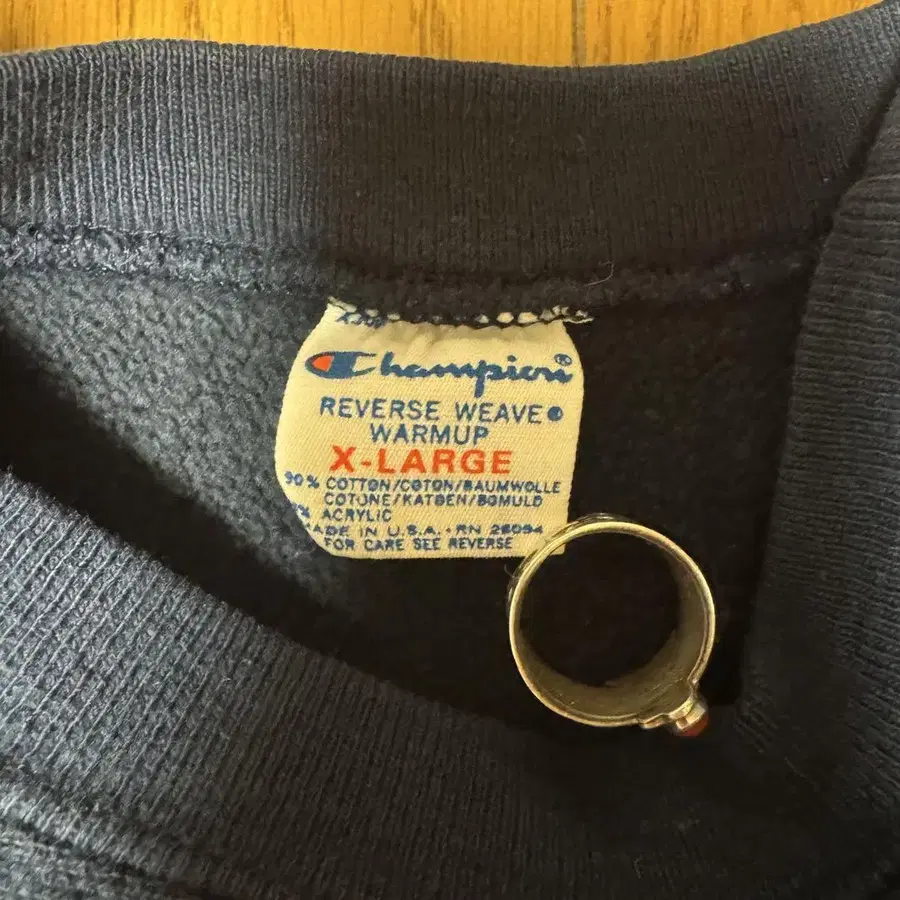 Champion®
REVERSE WEAVE®
WARMUP
X-LARGE
90% COTTON/COTON/BAUMWOLLE
COTONE/KATOEN/BOMULD
% ACRYLIC
MADE IN U.S.A. • RN 26094
FOR CARE SEE REVERSE